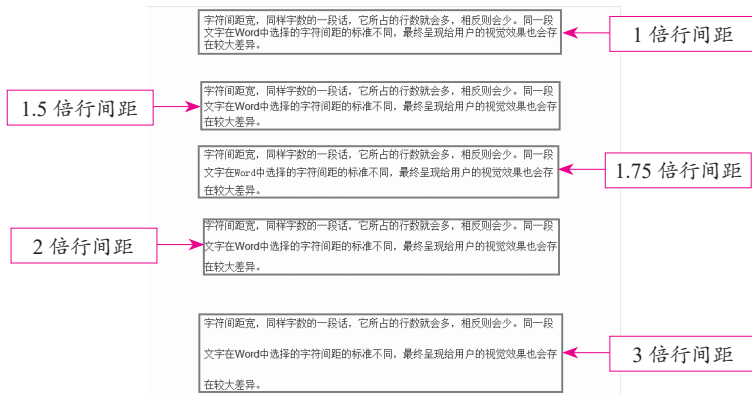 字符间距宽，同样字数的一段话，它所占的行数就会多，相反则会少。同一段
文字在Word中选择的字符间距的标准不同，最终呈现给用户的视觉效果也会存
在较大差异。
1 倍行间距
字符间距宽，同样字数的一段话，它所占的行数就会多，相反则会少。同一段
文字在Word中选择的字符间距的标准不同，最终呈现给用户的视觉效果也会存
在较大差异。
1.5 倍行间距
字符间距宽，同样字数的一段话，它所占的行数就会多，相反则会少。同一段
文字在Word中选择的字符间距的标准不同，最终呈现给用户的视觉效果也会存
在较大差异。
1.75 倍行间距
字符间距宽，同样字数的一段话，它所占的行数就会多，相反则会少。同一段
文字在Word中选择的字符间距的标准不同，最终呈现给用户的视觉效果也会存
在较大差异。
2 倍行间距
字符间距宽，同样字数的一段话，它所占的行数就会多，相反则会少。同一段
文字在Word中选择的字符间距的标准不同，最终呈现给用户的视觉效果也会存
在较大差异。
3 倍行间距